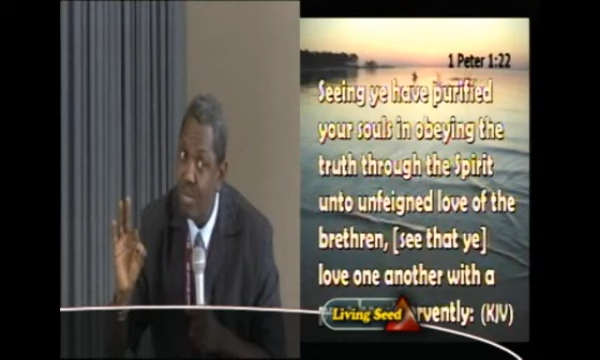 1 Peter 1:22
Seeing ye have purified
your souls in obeying the
truth through the Spirit
unto unfeigned love of the
brethren, [see that ye]
love one another with a
rvently: (KJV)
Living Seed